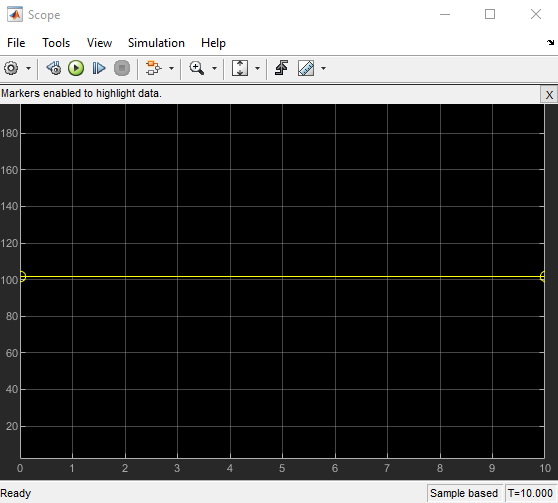 Scope
File Tools View Simulation Help
Markers enabled to highlight data.
X
180
160
140
120
100
80
60
40
20
0 1 2 3 4 5 6 7 8 9 10
Ready Sample based T=10.000